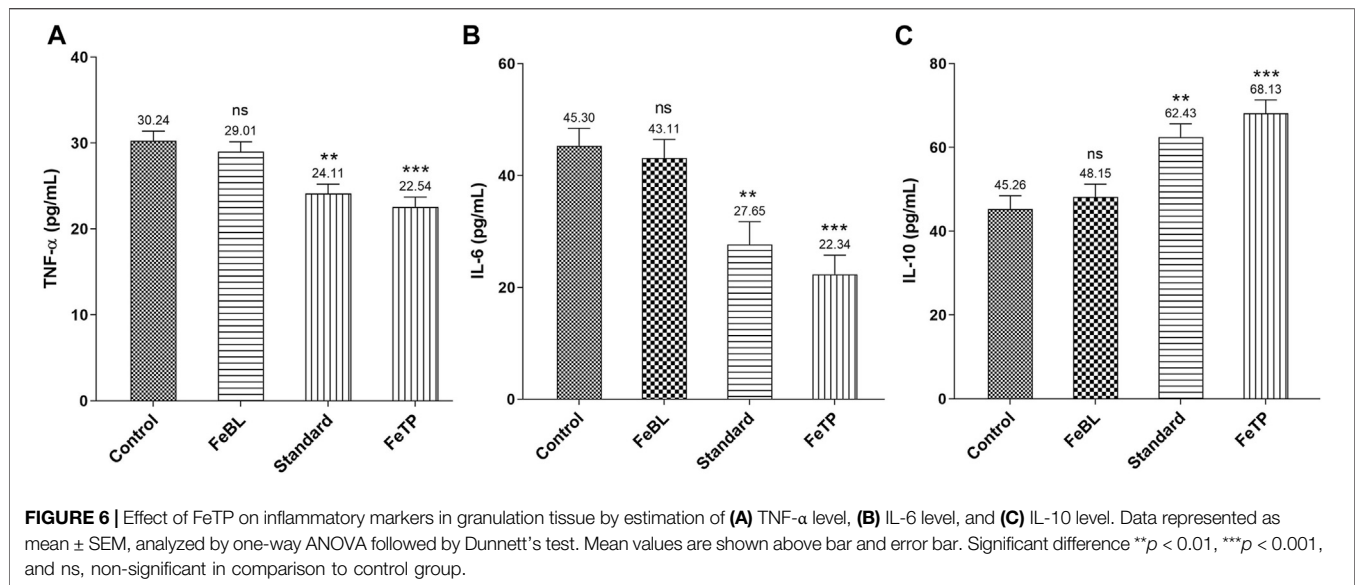 A
TNF-α (pg/mL)
40
30
20
10
0
30.24
ns
29.01
**
24.11
***
22.54
Control
FeBL
Standard
FeTP
B
IL-6 (pg/mL)
60
40
20
0
45.30
ns
43.11
**
27.65
***
22.34
Control
FeBL
Standard
FeTP
C
IL-10 (pg/mL)
80
60
40
20
0
45.26
ns
48.15
**
62.43
***
68.13
Control
FeBL
Standard
FeTP
FIGURE 6 | Effect of FeTP on inflammatory markers in granulation tissue by estimation of (A) TNF-α level, (B) IL-6 level, and (C) IL-10 level. Data represented as
mean ± SEM, analyzed by one-way ANOVA followed by Dunnett's test. Mean values are shown above bar and error bar. Significant difference **p < 0.01, ***p < 0.001,
and ns, non-significant in comparison to control group.